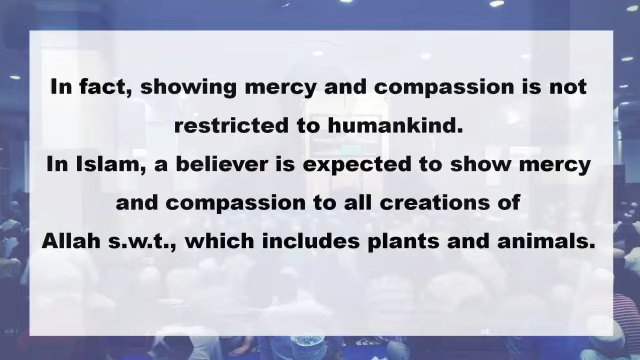 In fact, showing mercy and compassion is not
restricted to humankind.
In Islam, a believer is expected to show mercy
and compassion to all creations of
Allah s.w.t., which includes plants and animals.